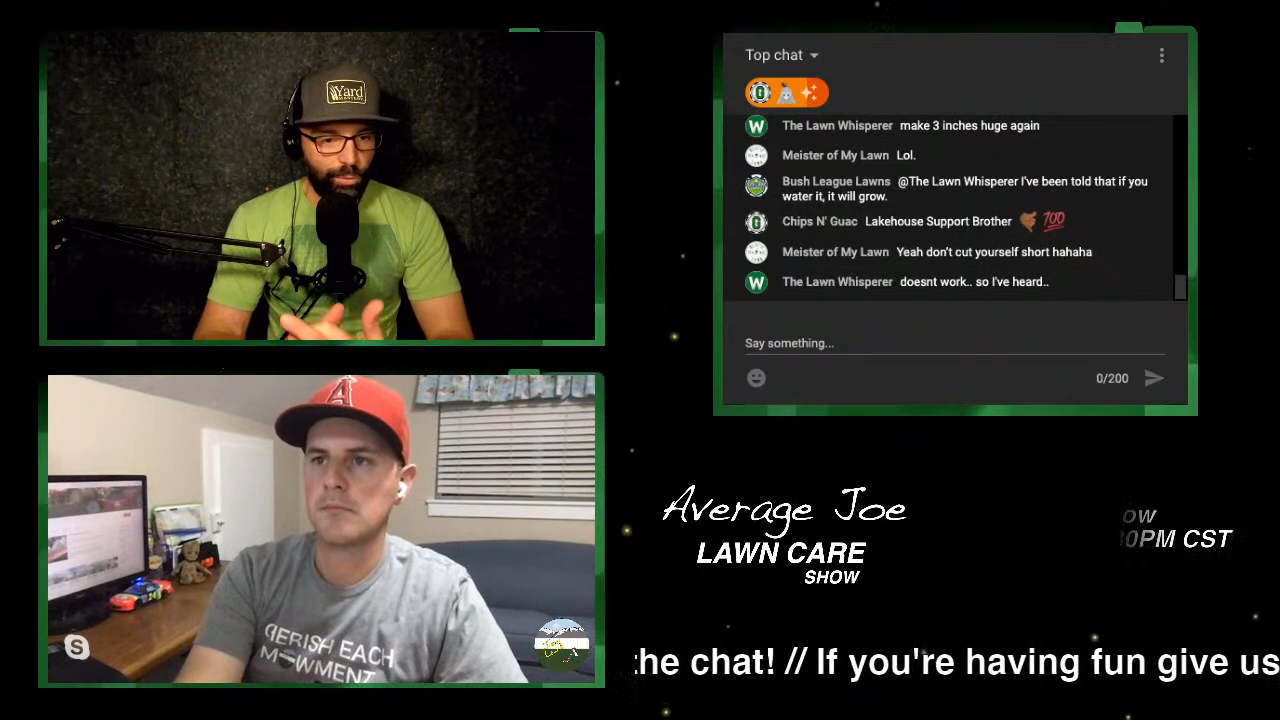 Yard
Top chat
The Lawn Whisperer make 3 inches huge again
Meister of My Lawn Lol.
Bush League Lawns @The Lawn Whisperer I've been told that if you
water it, it will grow.
Chips N' Guac Lakehouse Support Brother 100
Meister of My Lawn Yeah don't cut yourself short hahaha
The Lawn Whisperer doesnt work.. so I've heard..
Say something...
0/200
A
CHERISH EACH
MOWMENT
Average Joe
LAWN CARE
SHOW
OW
0PM CST
he chat! // If you're having fun give us